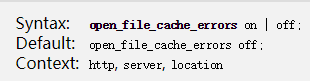 Syntax: open_file_cache_errors on | off;
Default: open_file_cache_errors off;
Context: http, server, location